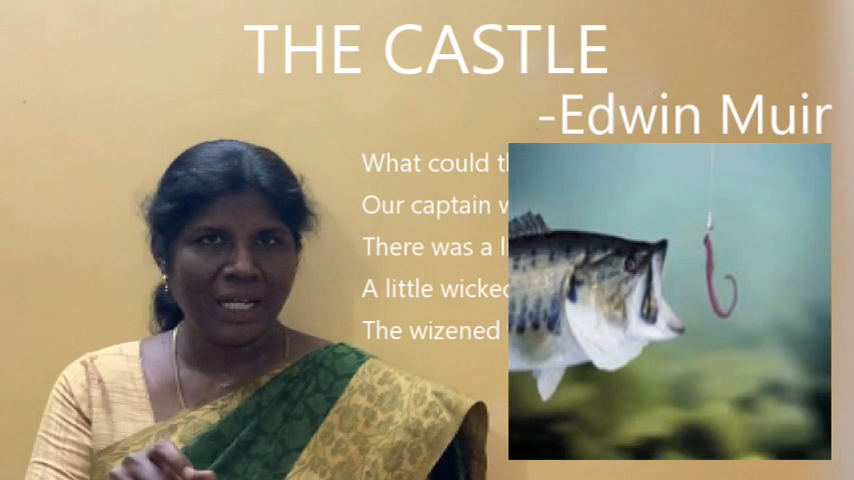 THE CASTLE
-Edwin Muir
What could
Our captain
There was a
A little wicked
The wizened